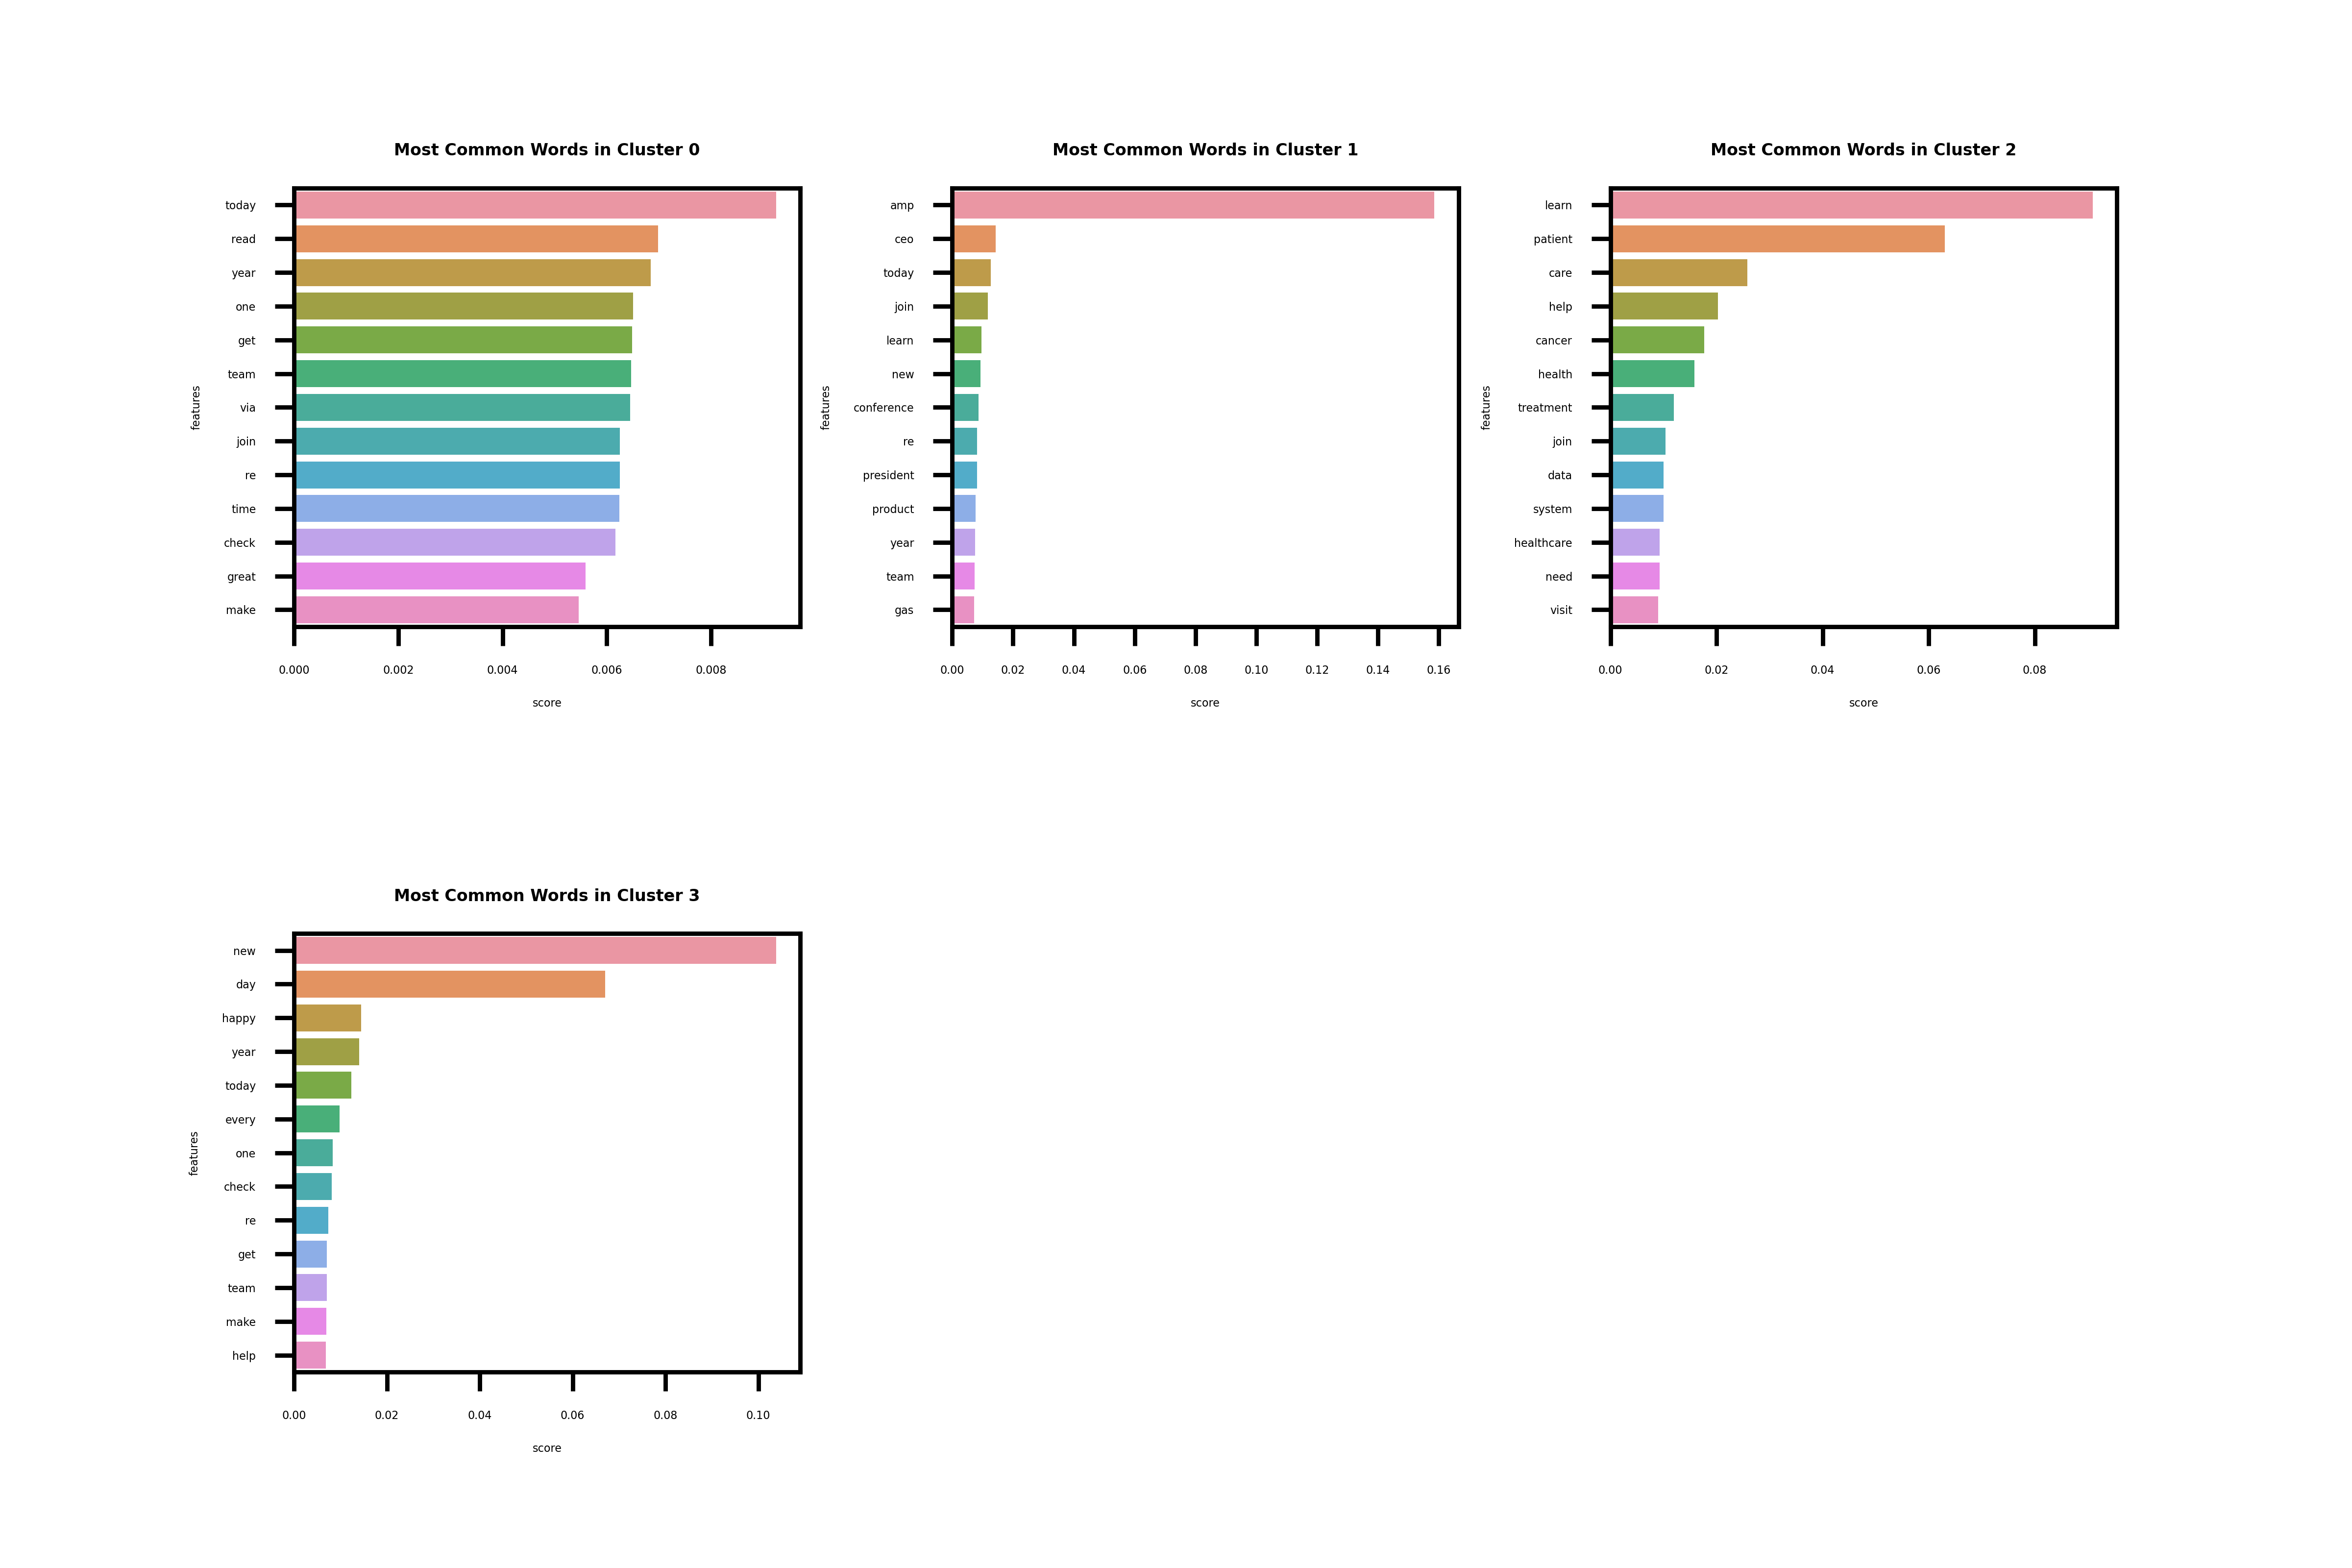 Most Common Words in Cluster 0
today
read
year
one
get
team
via
join
re
time
check
great
make
features
0.000 0.002 0.004 0.006 0.008
score
Most Common Words in Cluster 1
amp
ceo
today
join
learn
new
conference
re
president
product
year
team
gas
features
0.00 0.02 0.04 0.06 0.08 0.10 0.12 0.14 0.16
score
Most Common Words in Cluster 2
learn
patient
care
help
cancer
health
treatment
join
data
system
healthcare
need
visit
features
0.00 0.02 0.04 0.06 0.08
score
Most Common Words in Cluster 3
new
day
happy
year
today
every
one
check
re
get
team
make
help
features
0.00 0.02 0.04 0.06 0.08 0.10
score